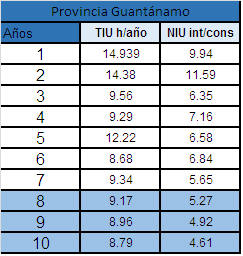 Provincia Guantánamo
Años TIU h/año NIU int/cons
1 14.939 9.94
2 14.38 11.59
3 9.56 6.35
4 9.29 7.16
5 12.22 6.58
6 8.68 6.84
7 9.34 5.65
8 9.17 5.27
9 8.96 4.92
10 8.79 4.61